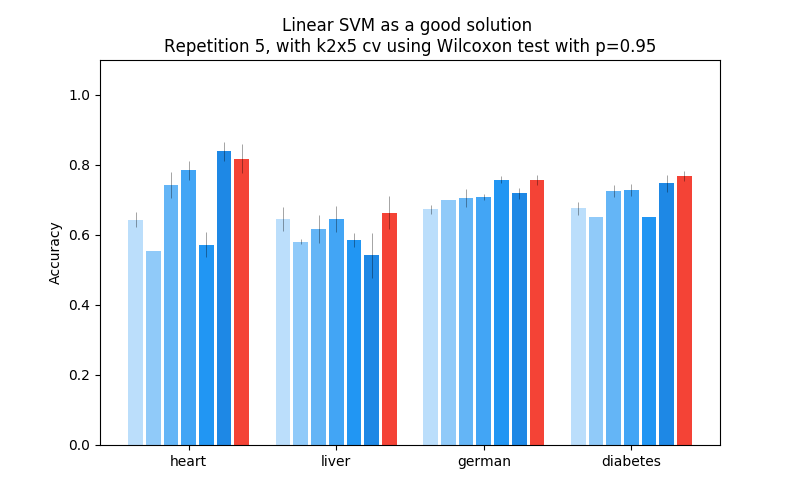 Linear SVM as a good solution
Repetition 5, with k2x5 cv using Wilcoxon test with p=0.95
1.0
0.8
0.6
0.4
0.2
0.0
Accuracy
heart liver german diabetes